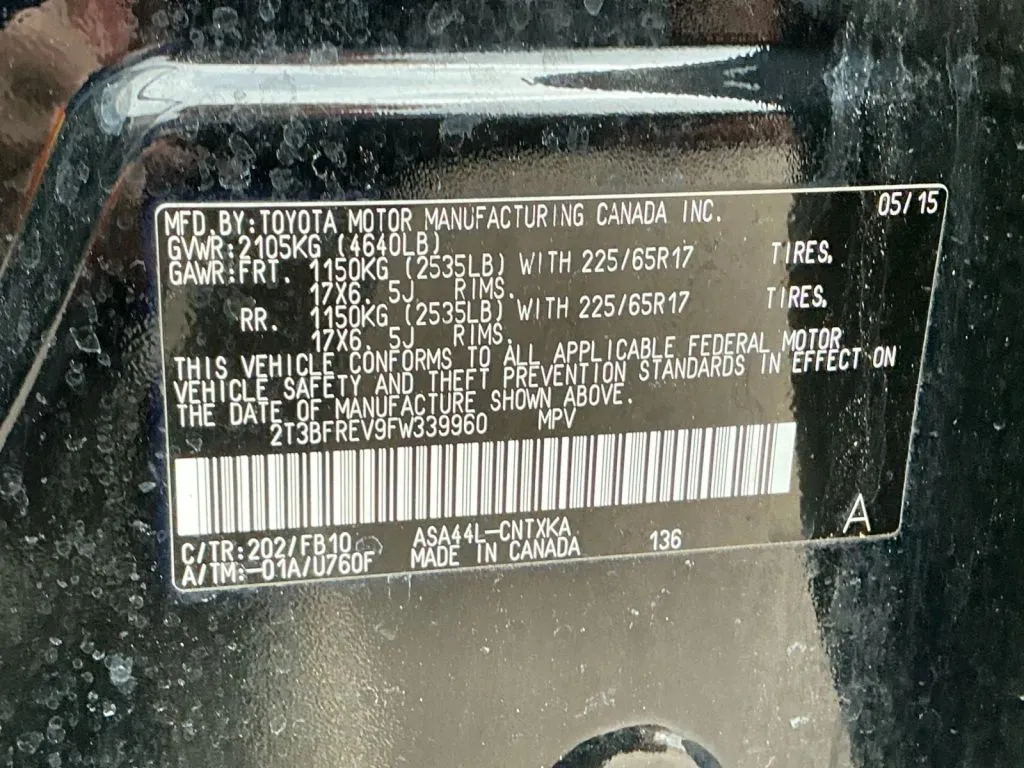 MFD.BY:TOYOTA MOTOR MANUFACTURING CANADA INC. 05/15
GVWR:2105KG (4640LB)
GAWR:FRT. 1150KG (2535LB) WITH 225/65R17 TIRES,
17X6. 5J RIMS.
RR. 1150KG (2535LB) WITH 225/65R17 TIRES,
17X6. 5J RIMS.
THIS VEHICLE CONFORMS TO ALL APPLICABLE FEDERAL MOTOR
VEHICLE SAFETY AND THEFT PREVENTION STANDARDS IN EFFECT ON
THE DATE OF MANUFACTURE SHOWN ABOVE.
2T3BFREV9FW339960 MPV
A
C/TR:202/FB10 ASA44L-CNTXKA 136
A/TM:-01A/U760F MADE IN CANADA